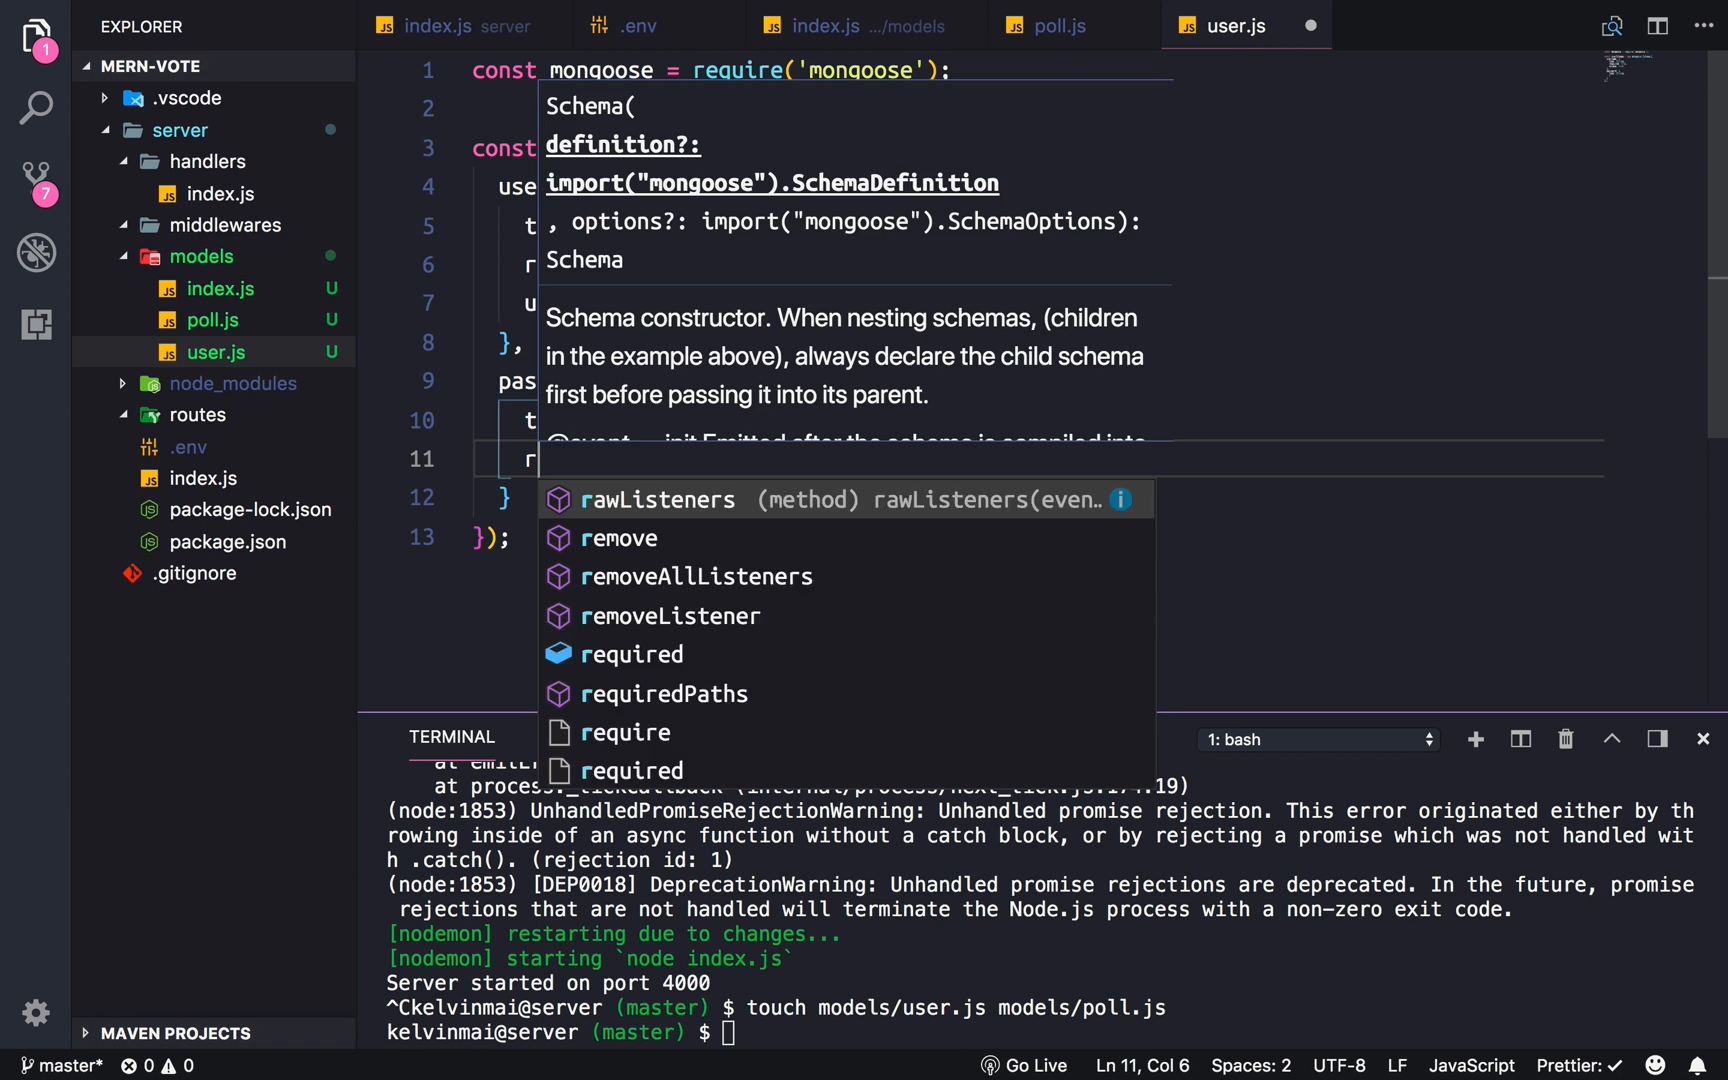 EXPLORER
MERN-VOTE
.vscode
server
handlers
index.js
middlewares
models
index.js U
poll.js U
user.js U
node_modules
routes
.env
index.js
package-lock.json
package.json
.gitignore
MAVEN PROJECTS
1
7
index.js server
.env
index.js .../models
poll.js
user.js
1 const mongoose = require('mongoose');
2
3 const
4 use
5 t
6 r
7 u
8 },
9 pas
10 t
11 r
12 }
13 });
Schema(
definition?:
import("mongoose").SchemaDefinition
, options?: import("mongoose").SchemaOptions):
Schema
Schema constructor. When nesting schemas, (children
in the example above), always declare the child schema
first before passing it into its parent.
rawListeners (method) rawListeners(even..
remove
removeAllListeners
removeListener
required
requiredPaths
require
required
TERMINAL
1: bash
(node:1853) UnhandledPromiseRejectionWarning: Unhandled promise rejection. This error originated either by th
rowing inside of an async function without a catch block, or by rejecting a promise which was not handled wit
h .catch(). (rejection id: 1)
(node:1853) [DEP0018] DeprecationWarning: Unhandled promise rejections are deprecated. In the future, promise
rejections that are not handled will terminate the Node.js process with a non-zero exit code.
[nodemon] restarting due to changes...
[nodemon] starting `node index.js`
Server started on port 4000
^Ckelvinmai@server (master) $ touch models/user.js models/poll.js
kelvinmai@server (master) $
master* 0 0
Go Live
Ln 11, Col 6
Spaces: 2
UTF-8
LF
JavaScript
Prettier: ✓